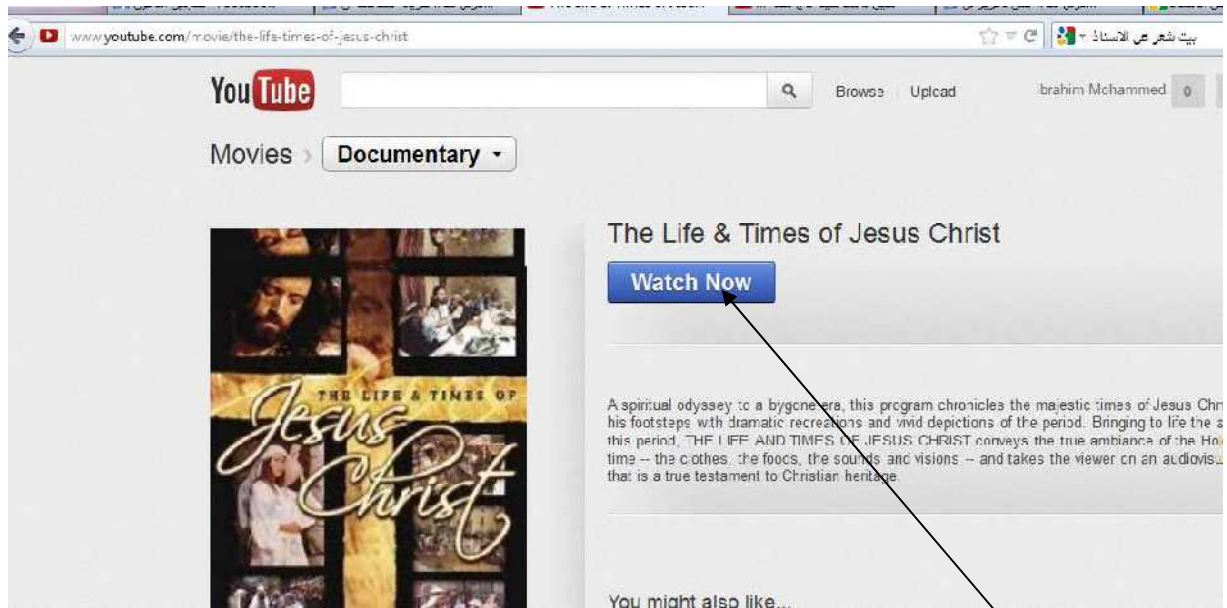 www.youtube.com/movie/the-life-times-of-jesus-christ
بيت شعر عن الاستاذ
YouTube
Browse
Upload
brahim Mohammed
0
Movies
Documentary
The Life & Times of Jesus Christ
Watch Now
THE LIFE & TIMES OF
Jesus
Christ
A spiritual odyssey to a bygone era, this program chronicles the majestic times of Jesus Chr
his footsteps with dramatic recreations and vivid depictions of the period. Bringing to life the s
this period, THE LIFE AND TIMES OF JESUS CHRIST conveys the true ambiance of the Ho
time -- the clothes, the foods, the sounds and visions -- and takes the viewer on an audiovis...
that is a true testament to Christian heritage.
You might also like...